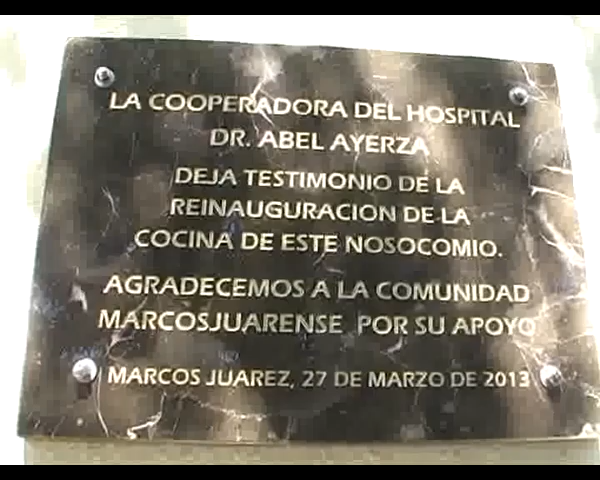 LA COOPERADORA DEL HOSPITAL
DR. ABEL AYERZA
DEJA TESTIMONIO DE LA
REINAUGURACION DE LA
COCINA DE ESTE NOSOCOMIO.
AGRADECEMOS A LA COMUNIDAD
MARCOSJUARENSE POR SU APOYO
MARCOS JUAREZ, 27 DE MARZO DE 2013